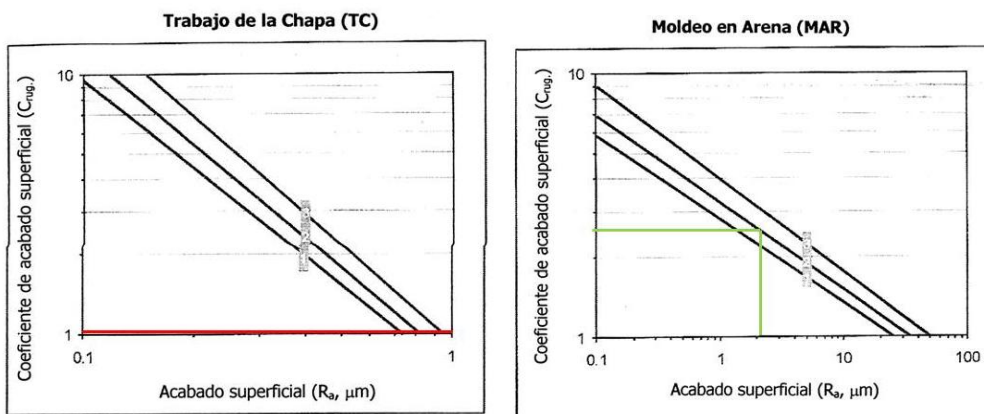 Trabajo de la Chapa (TC)
Coeficiente de acabado superficial (Crug.)
10
1
0.1
1
Acabado superficial (Ra, μm)
Moldeo en Arena (MAR)
Coeficiente de acabado superficial (Crug.)
10
1
0.1
1
10
100
Acabado superficial (Ra, μm)